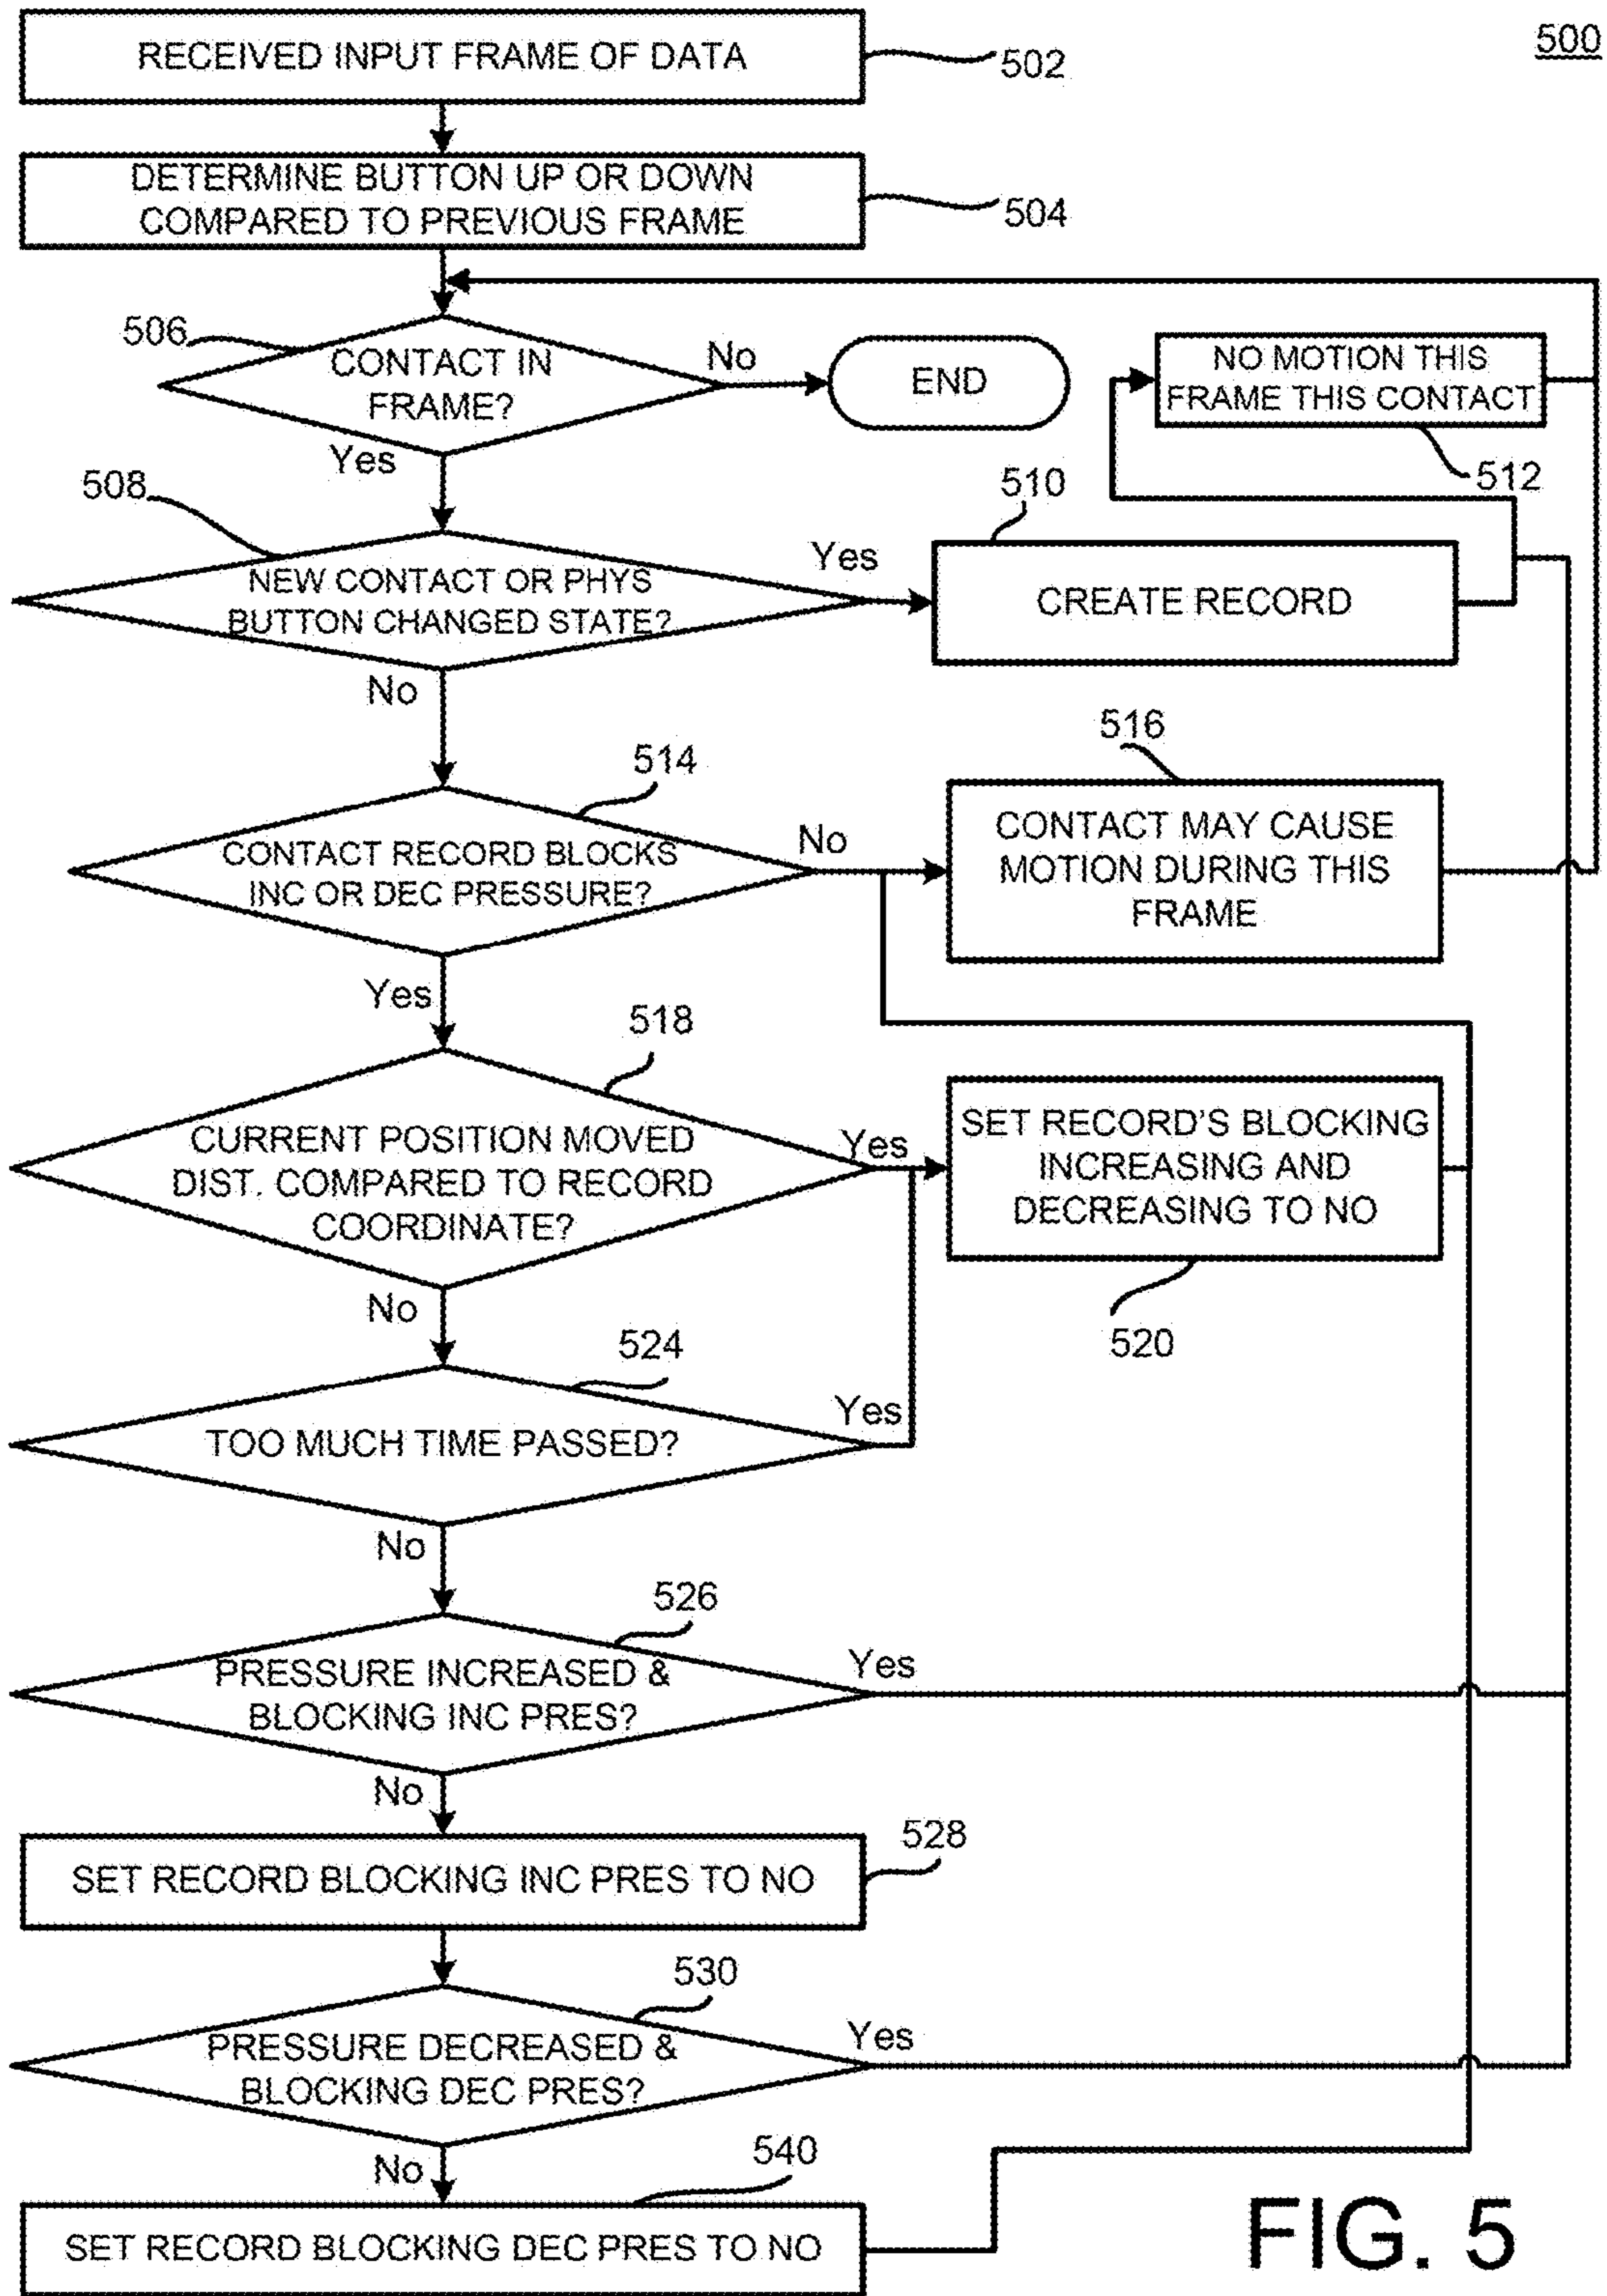 500
RECEIVED INPUT FRAME OF DATA
502
DETERMINE BUTTON UP OR DOWN
COMPARED TO PREVIOUS FRAME
504
506
CONTACT IN
FRAME?
No
END
NO MOTION THIS
FRAME THIS CONTACT
512
Yes
508
NEW CONTACT OR PHYS
BUTTON CHANGED STATE?
Yes
510
CREATE RECORD
No
514
CONTACT RECORD BLOCKS
INC OR DEC PRESSURE?
No
516
CONTACT MAY CAUSE
MOTION DURING THIS
FRAME
Yes
518
CURRENT POSITION MOVED
DIST. COMPARED TO RECORD
COORDINATE?
Yes
SET RECORD'S BLOCKING
INCREASING AND
DECREASING TO NO
520
No
524
TOO MUCH TIME PASSED?
Yes
No
526
PRESSURE INCREASED &
BLOCKING INC PRES?
Yes
No
528
SET RECORD BLOCKING INC PRES TO NO
530
PRESSURE DECREASED &
BLOCKING DEC PRES?
Yes
No
540
SET RECORD BLOCKING DEC PRES TO NO
FIG. 5